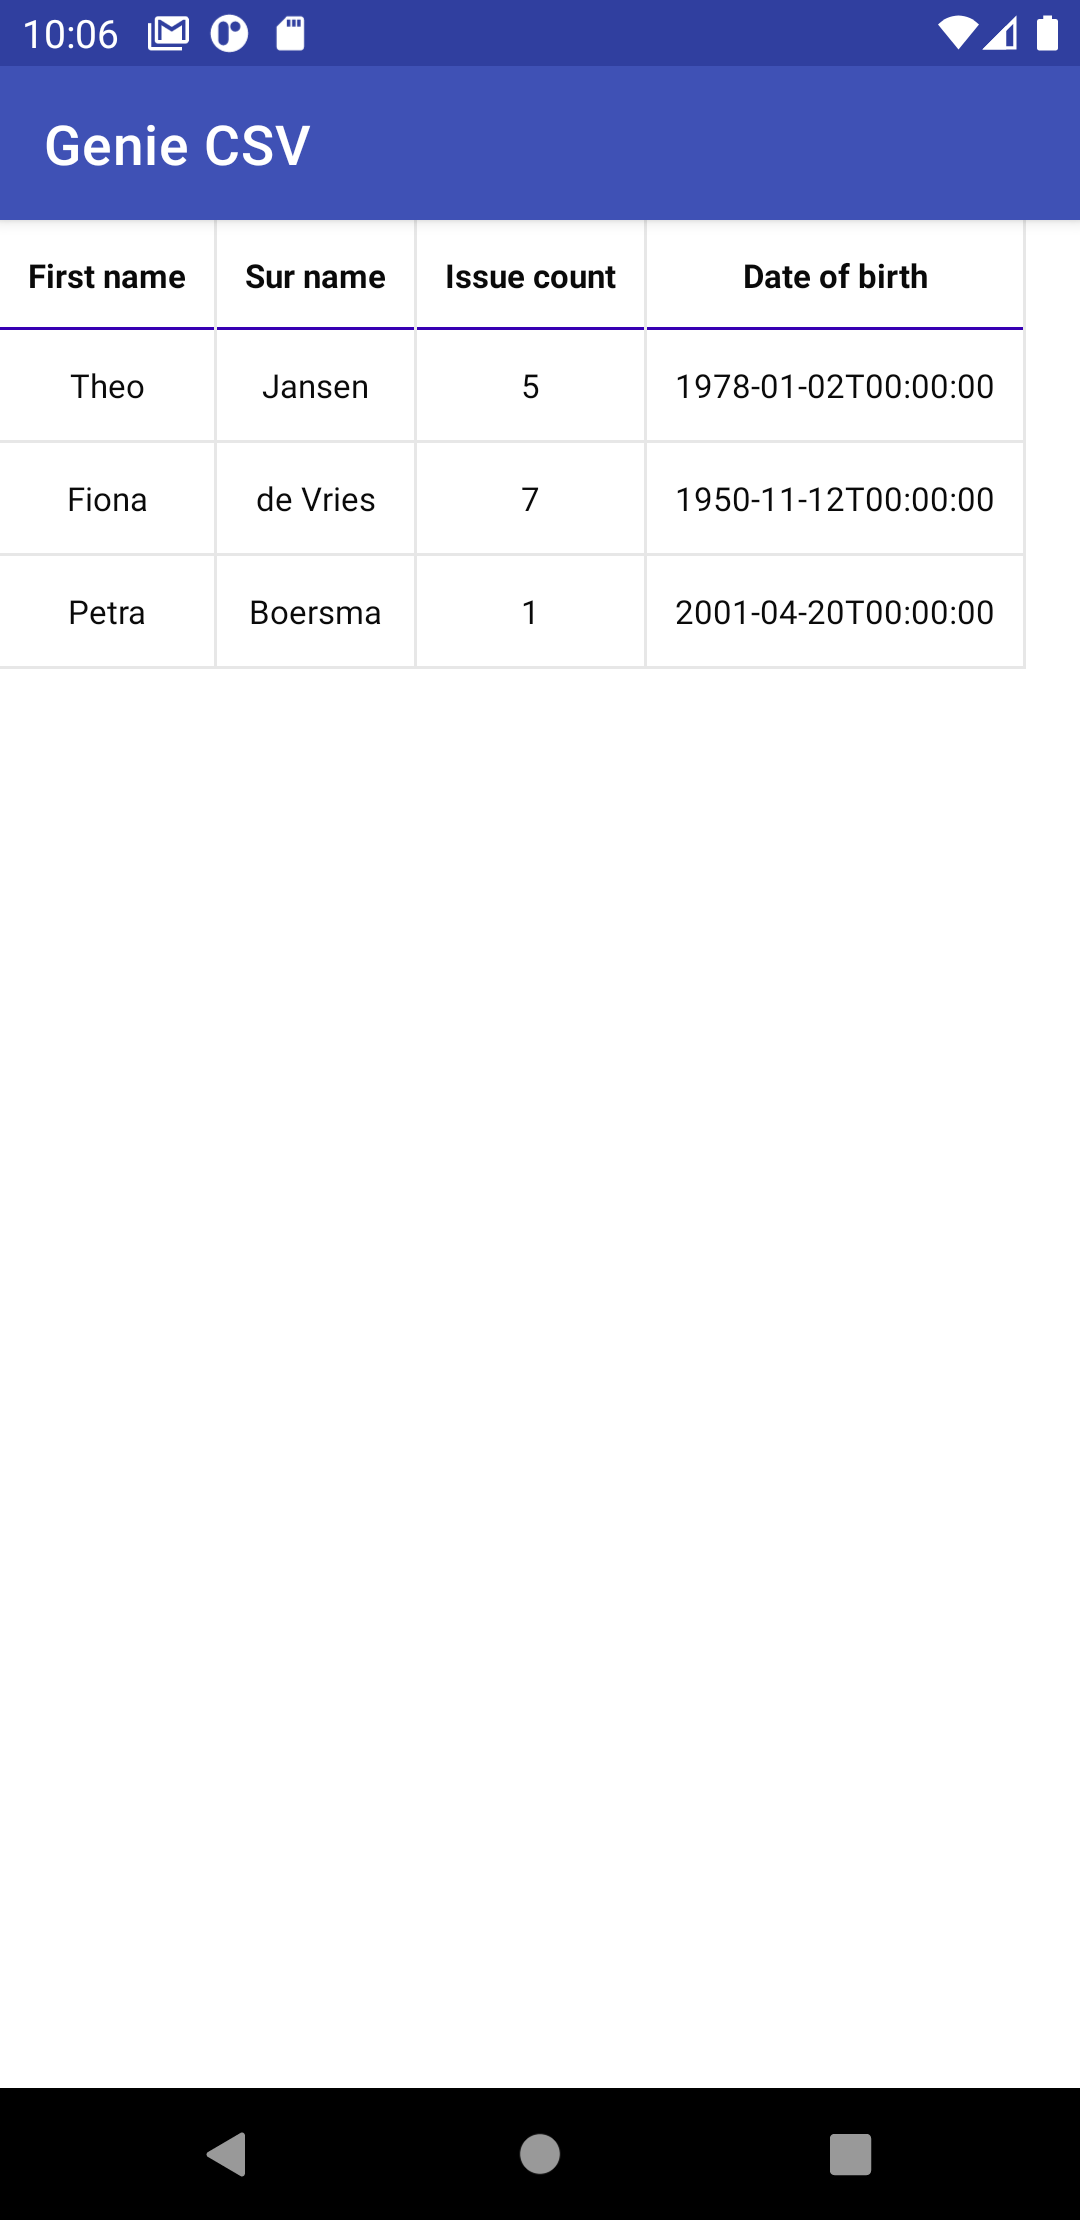 10:06
Genie CSV
First name Sur name Issue count Date of birth
Theo Jansen 5 1978-01-02T00:00:00
Fiona de Vries 7 1950-11-12T00:00:00
Petra Boersma 1 2001-04-20T00:00:00